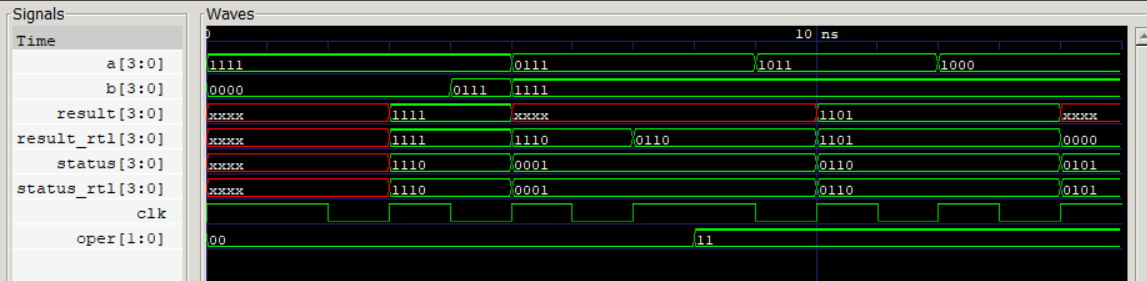 Signals
Waves
Time
0
10 ns
a[3:0]
1111 0111 1011 1000
b[3:0]
0000 0111 1111
result[3:0]
xxxx 1111 xxxx 1101 xxxx
result_rtl[3:0]
xxxx 1111 1110 0110 1101 0000
status[3:0]
xxxx 1110 0001 0110 0101
status_rtl[3:0]
xxxx 1110 0001 0110 0101
clk
oper[1:0]
00 11